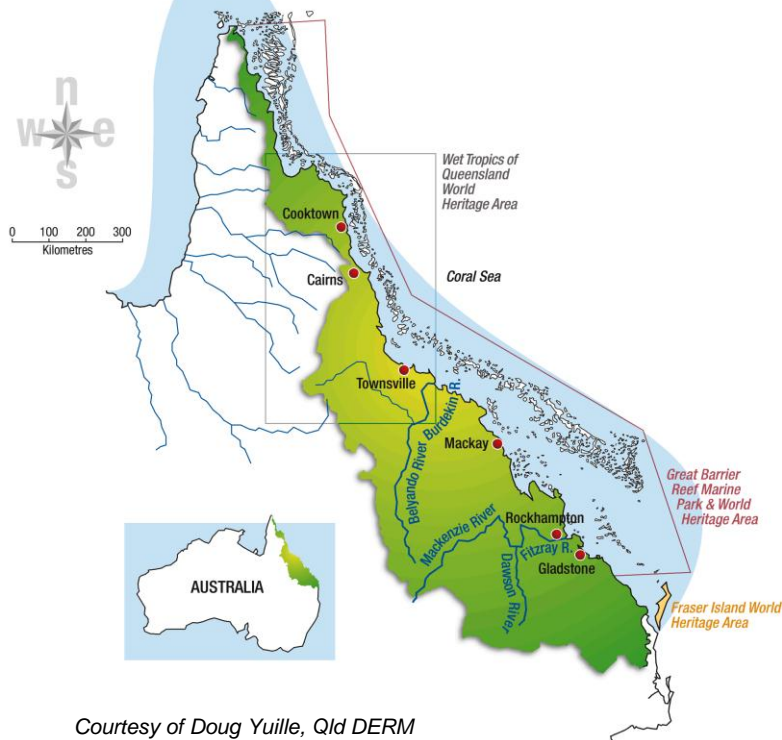 n
w e
s
0 100 200 300
Kilometres
Wet Tropics of
Queensland
World
Heritage Area
Cooktown
Coral Sea
Cairns
Townsville
Burdekin R.
Belyando River
Mackay
Great Barrier
Reef Marine
Park & World
Heritage Area
Mackenzie River
Rockhampton
Fitzray R.
Gladstone
Dawson River
AUSTRALIA
Fraser Island World
Heritage Area
Courtesy of Doug Yuille, Qld DERM